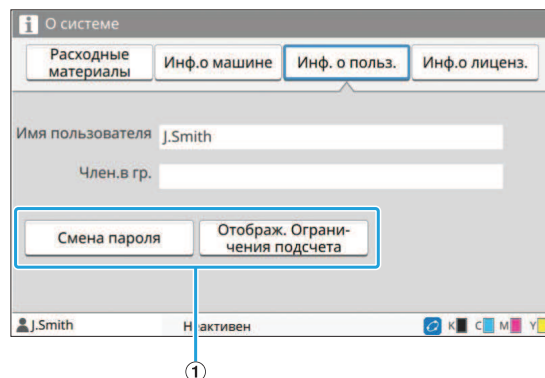 i О системе
Расходные
материалы
Инф.о машине
Инф. о польз.
Инф.о лиценз.
Имя пользователя J.Smith
Член.в гр.
Смена пароля
Отображ. Ограни-
чения подсчета
J.Smith
Неактивен
K C M Y
1